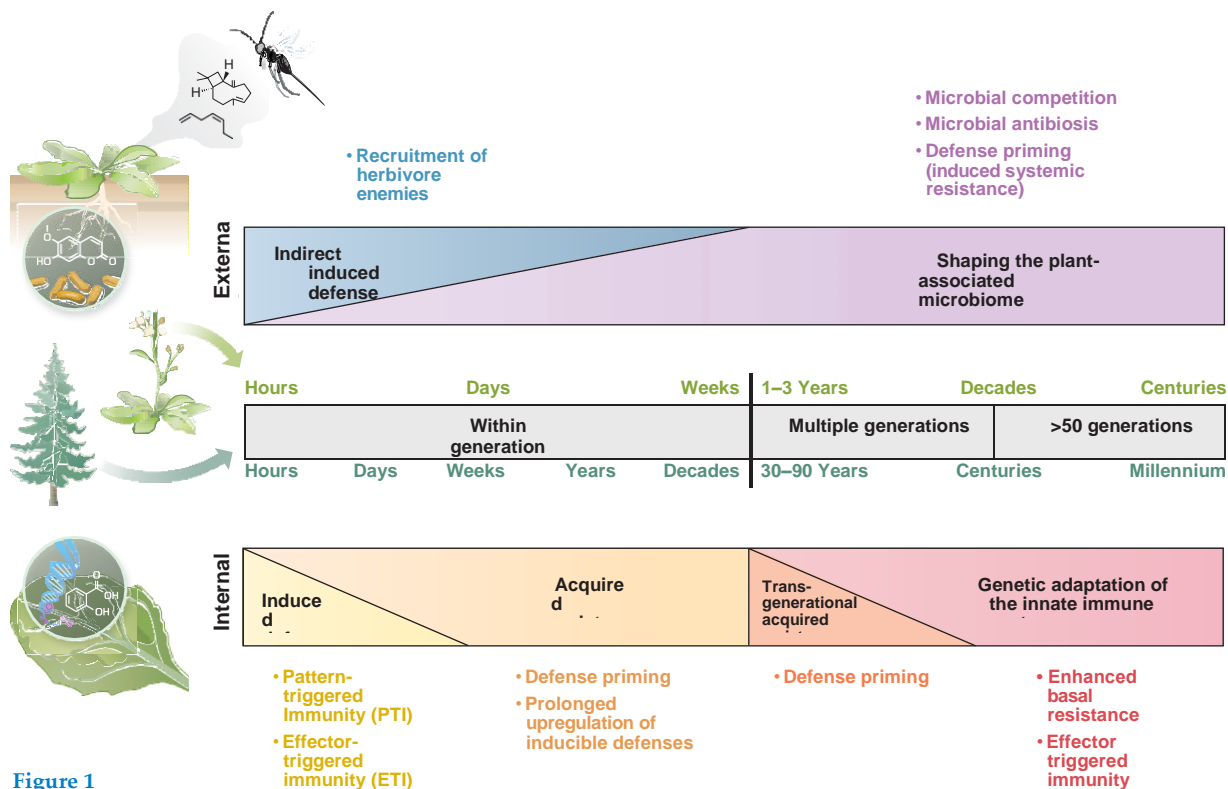 H
H
• Microbial competition
• Microbial antibiosis
• Defense priming
(induced systemic
resistance)
• Recruitment of
herbivore
enemies
O
HO
O
O
Externa
Indirect
induced
defense
Shaping the plant-
associated
microbiome
Hours Days Weeks 1–3 Years Decades Centuries
Within
generation
Multiple generations >50 generations
Hours Days Weeks Years Decades 30–90 Years Centuries Millennium
Internal
O
OH
OH
Induce
d
Acquire
d
Trans-
generational
acquired
Genetic adaptation of
the innate immune
• Pattern-
triggered
Immunity (PTI)
• Effector-
triggered
immunity (ETI)
• Defense priming
• Prolonged
upregulation of
inducible defenses
• Defense priming
• Enhanced
basal
resistance
• Effector
triggered
immunity
Figure 1